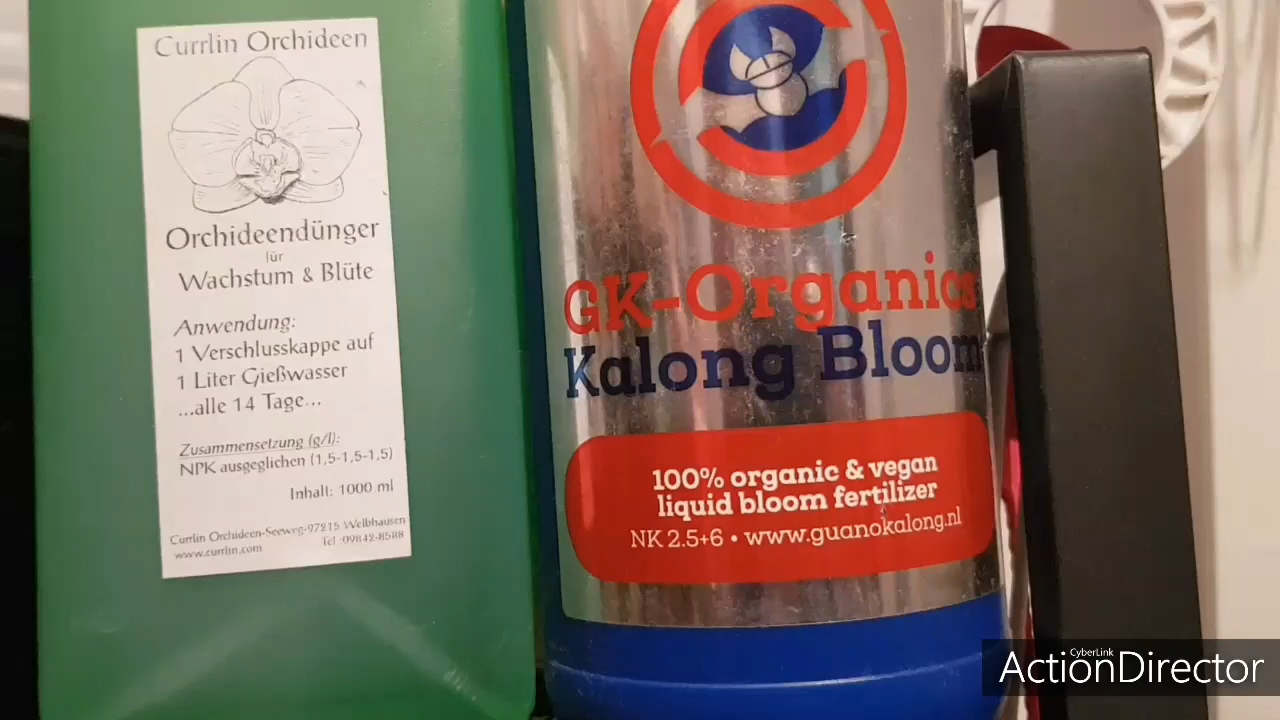 Currlin Orchideen
Orchideendünger
für
Wachstum & Blüte
Anwendung:
1 Verschlusskappe auf
1 Liter Gießwasser
...alle 14 Tage...
Zusammensetzung (g/l):
NPK ausgeglichen (1,5-1,5-1,5)
Inhalt: 1000 ml
Currlin Orchideen-Seeweg-97215 Welbhausen
www.currlin.com Tel :09842-8588
GK-Organics
Kalong Bloom
100% organic & vegan
liquid bloom fertilizer
NK 2.5+6 • www.guanokalong.nl
CyberLink
ActionDirector